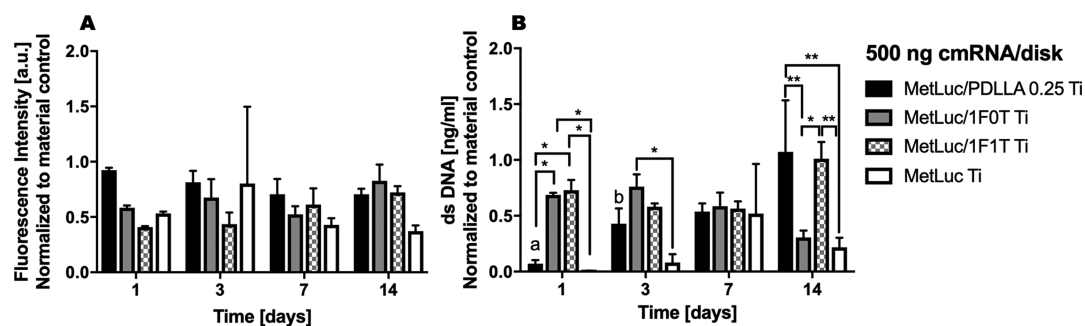 A
Fluorescence Intensity [a.u.]
Normalized to material control
2.0
1.5
1.0
0.5
0.0
1 3 7 14
Time [days]
B
ds DNA [ng/ml]
Normalized to material control
2.0
1.5
1.0
0.5
0.0
a
*
*
*
*
b
*
**
**
*
**
1 3 7 14
Time [days]
500 ng cmRNA/disk
MetLuc/PDLLA 0.25 Ti
MetLuc/1F0T Ti
MetLuc/1F1T Ti
MetLuc Ti